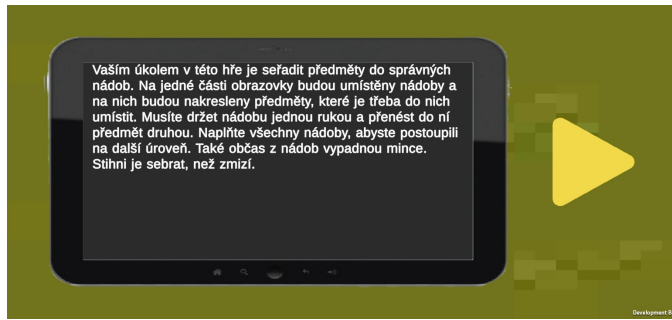 Vaším úkolem v této hře je seřadit předměty do správných
nádob. Na jedné části obrazovky budou umístěny nádoby a
na nich budou nakresleny předměty, které je třeba do nich
umístit. Musíte držet nádobu jednou rukou a přenést do ní
předmět druhou. Naplňte všechny nádoby, abyste postoupili
na další úroveň. Také občas z nádob vypadnou mince.
Stihni je sebrat, než zmizí.
Development